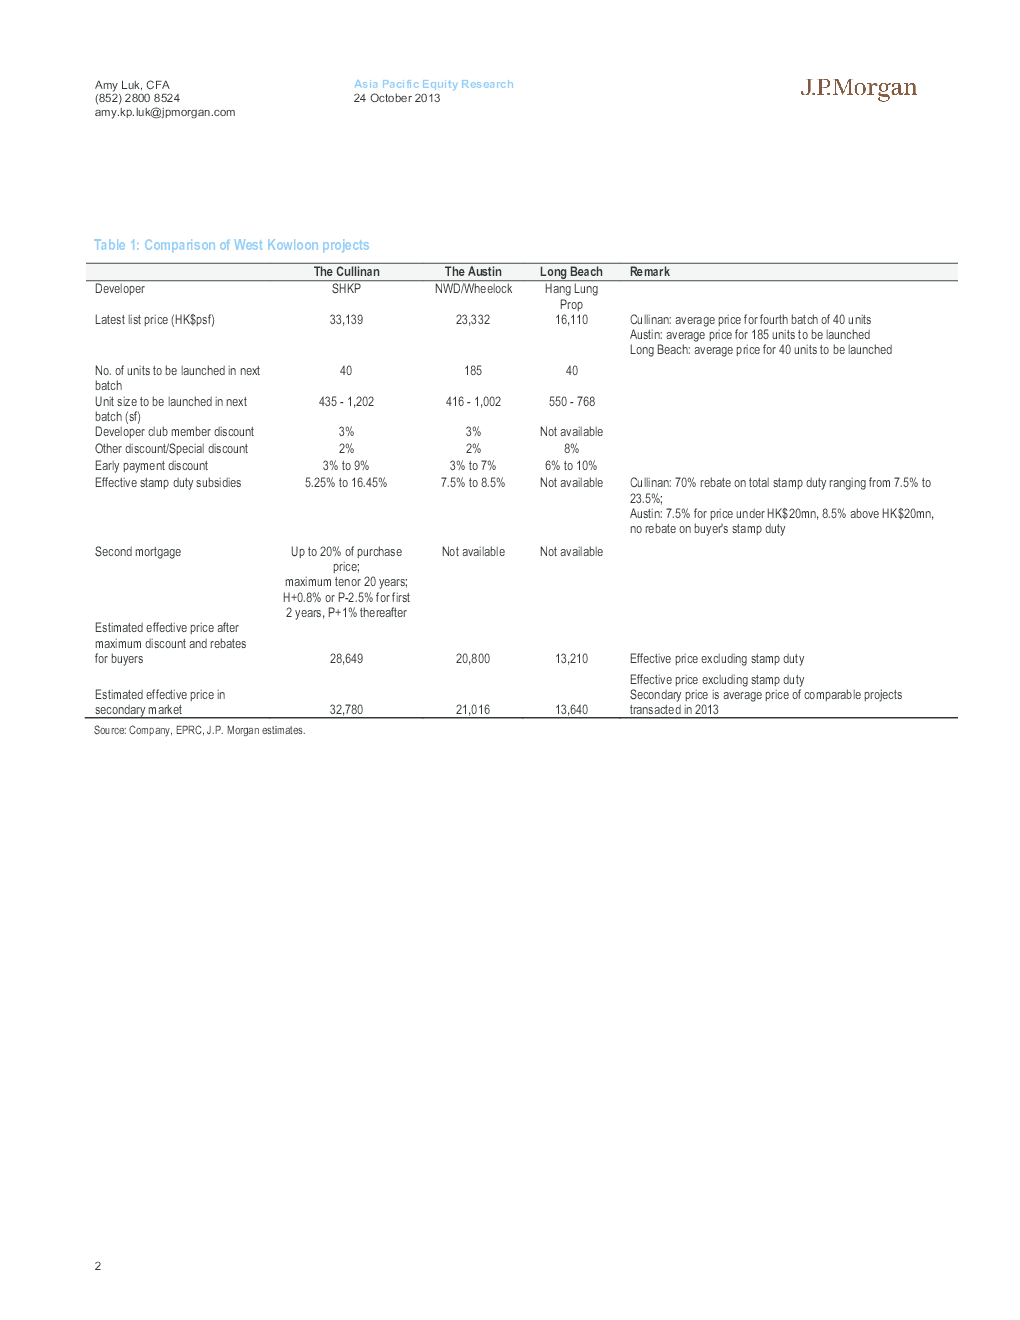 Amy Luk, CFA
(852) 2800 8524
amy.kp.luk@jpmorgan.com
Asia Pacific Equity Research
24 October 2013
J.P.Morgan
Table 1: Comparison of West Kowloon projects
The Cullinan The Austin Long Beach Remark
Developer SHKP NWD/Wheelock Hang Lung
Prop
Latest list price (HK$psf) 33,139 23,332 16,110 Cullinan: average price for fourth batch of 40 units
Austin: average price for 185 units to be launched
Long Beach: average price for 40 units to be launched
No. of units to be launched in next 40 185 40
batch
Unit size to be launched in next 435 - 1,202 416 - 1,002 550 - 768
batch (sf)
Developer club member discount 3% 3% Not available
Other discount/Special discount 2% 2% 8%
Early payment discount 3% to 9% 3% to 7% 6% to 10%
Effective stamp duty subsidies 5.25% to 16.45% 7.5% to 8.5% Not available Cullinan: 70% rebate on total stamp duty ranging from 7.5% to
23.5%;
Austin: 7.5% for price under HK$20mn, 8.5% above HK$20mn,
no rebate on buyer's stamp duty
Second mortgage Up to 20% of purchase Not available Not available
price;
maximum tenor 20 years;
H+0.8% or P-2.5% for first
2 years, P+1% thereafter
Estimated effective price after
maximum discount and rebates
for buyers 28,649 20,800 13,210 Effective price excluding stamp duty
Effective price excluding stamp duty
Estimated effective price in Secondary price is average price of comparable projects
secondary market 32,780 21,016 13,640 transacted in 2013
Source: Company, EPRC, J.P. Morgan estimates.
2